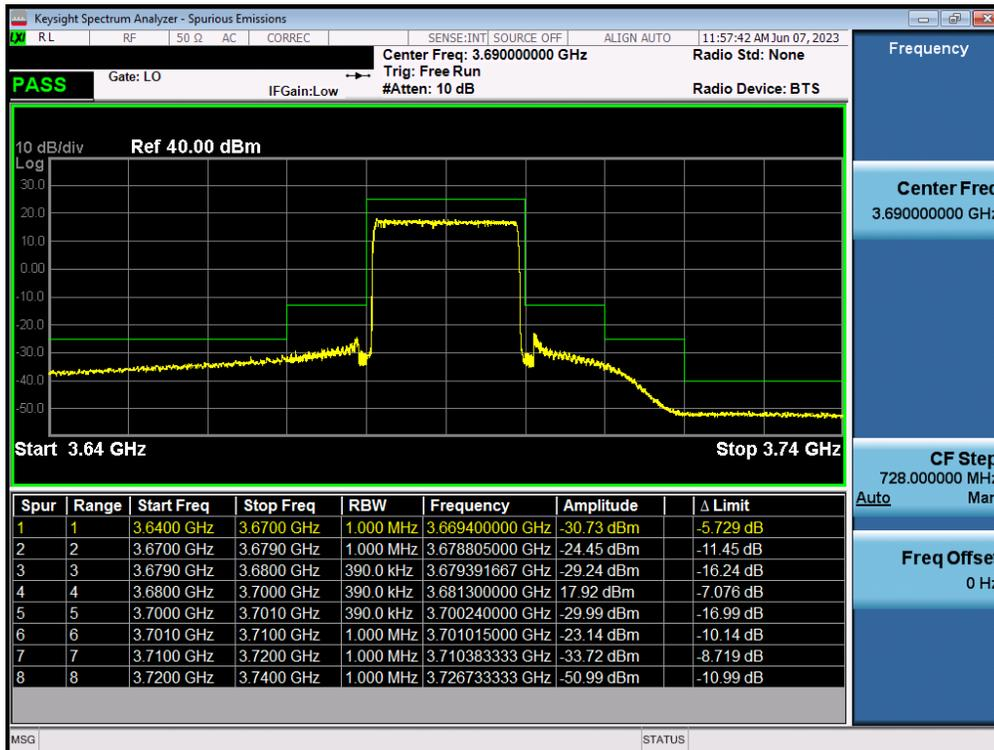 Keysight Spectrum Analyzer - Spurious Emissions
LXI RL RF 50 Ω AC CORREC SENSE:INT SOURCE OFF ALIGN AUTO 11:57:42 AM Jun 07, 2023
Center Freq: 3.690000000 GHz Radio Std: None
PASS Gate: LO Trig: Free Run
IFGain:Low #Atten: 10 dB Radio Device: BTS
10 dB/div Ref 40.00 dBm
Log
30.0
20.0
10.0
0.00
-10.0
-20.0
-30.0
-40.0
-50.0
Start 3.64 GHz Stop 3.74 GHz
Spur Range Start Freq Stop Freq RBW Frequency Amplitude Δ Limit
1 1 3.6400 GHz 3.6700 GHz 1.000 MHz 3.669400000 GHz -30.73 dBm -5.729 dB
2 2 3.6700 GHz 3.6790 GHz 1.000 MHz 3.678805000 GHz -24.45 dBm -11.45 dB
3 3 3.6790 GHz 3.6800 GHz 390.0 kHz 3.679391667 GHz -29.24 dBm -16.24 dB
4 4 3.6800 GHz 3.7000 GHz 390.0 kHz 3.681300000 GHz 17.92 dBm -7.076 dB
5 5 3.7000 GHz 3.7010 GHz 390.0 kHz 3.700240000 GHz -29.99 dBm -16.99 dB
6 6 3.7010 GHz 3.7100 GHz 1.000 MHz 3.701015000 GHz -23.14 dBm -10.14 dB
7 7 3.7100 GHz 3.7200 GHz 1.000 MHz 3.710383333 GHz -33.72 dBm -8.719 dB
8 8 3.7200 GHz 3.7400 GHz 1.000 MHz 3.726733333 GHz -50.99 dBm -10.99 dB
MSG STATUS
Frequency
Center Freq
3.690000000 GHz
CF Step
728.000000 MHz
Auto Man
Freq Offset
0 Hz